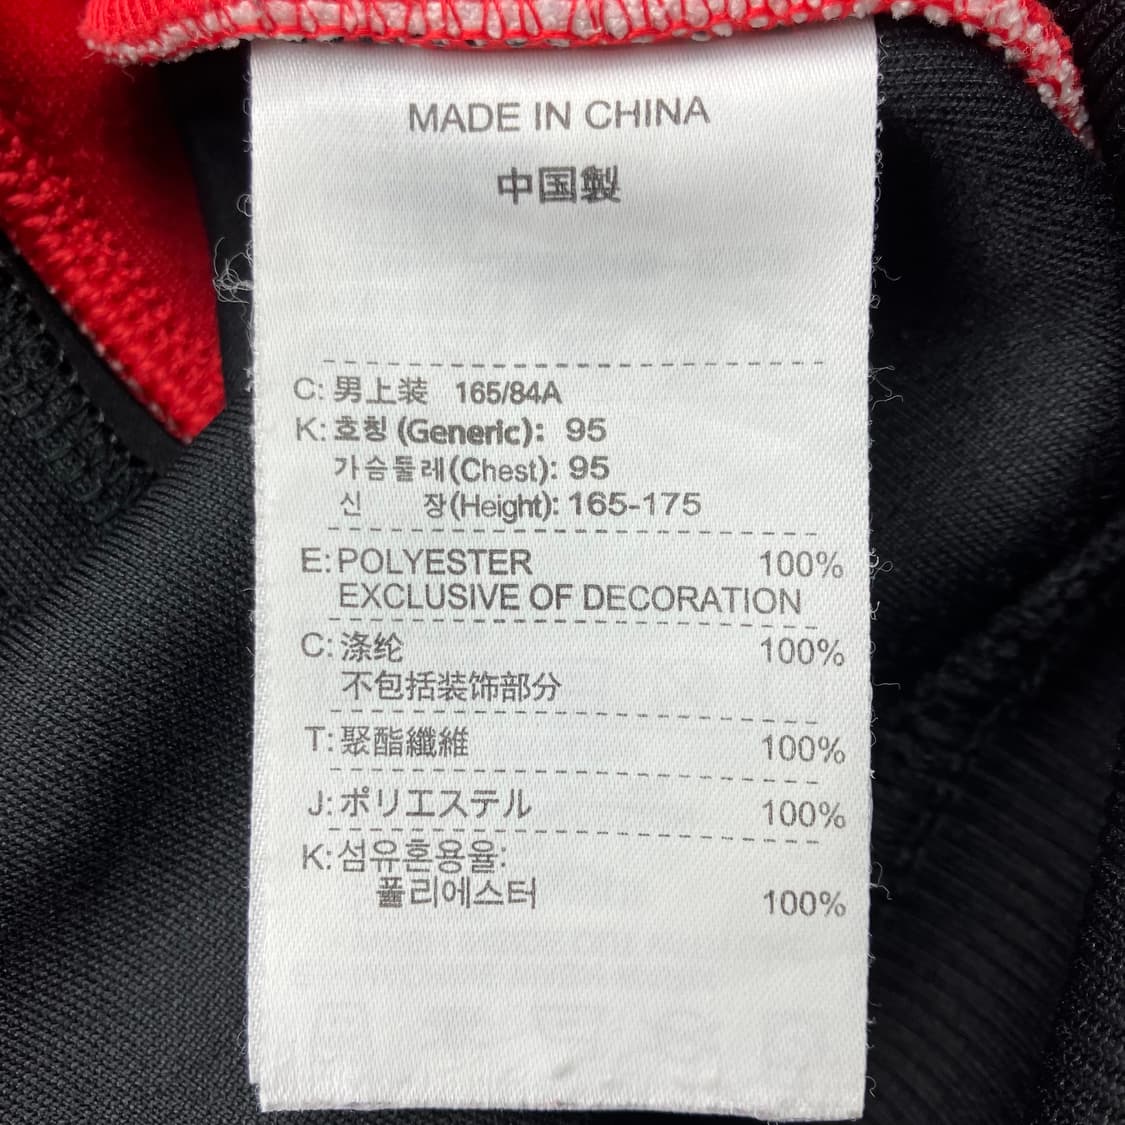 MADE IN CHINA
中国製
C: 男上装 165/84A
K: 호칭 (Generic): 95
가슴둘레(Chest): 95
신 장(Height): 165-175
E: POLYESTER 100%
EXCLUSIVE OF DECORATION
C: 涤纶 100%
不包括装饰部分
T: 聚酯纖維 100%
J: ポリエステル 100%
K: 섬유혼용율:
폴리에스터 100%